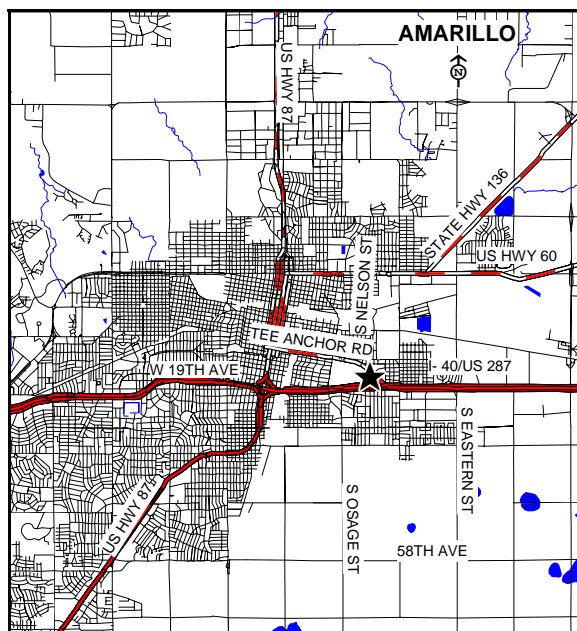 AMARILLO
N
US HWY 87
STATE HWY 136
US HWY 60
S NELSON ST
TEE ANCHOR RD
W 19TH AVE
I- 40/US 287
S EASTERN ST
US HWY 87
S OSAGE ST
58TH AVE